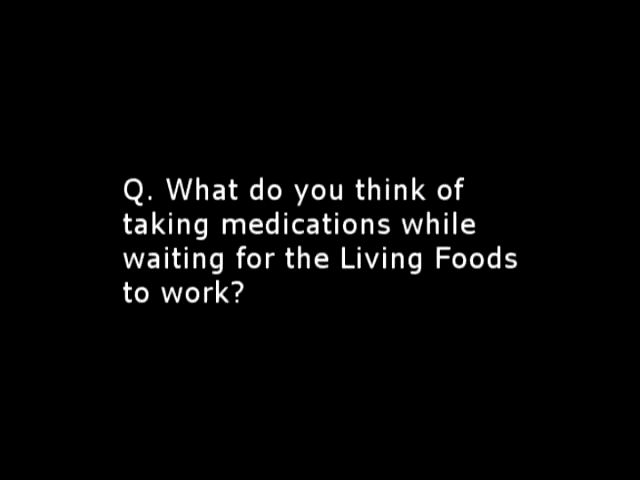 Q. What do you think of
taking medications while
waiting for the Living Foods
to work?